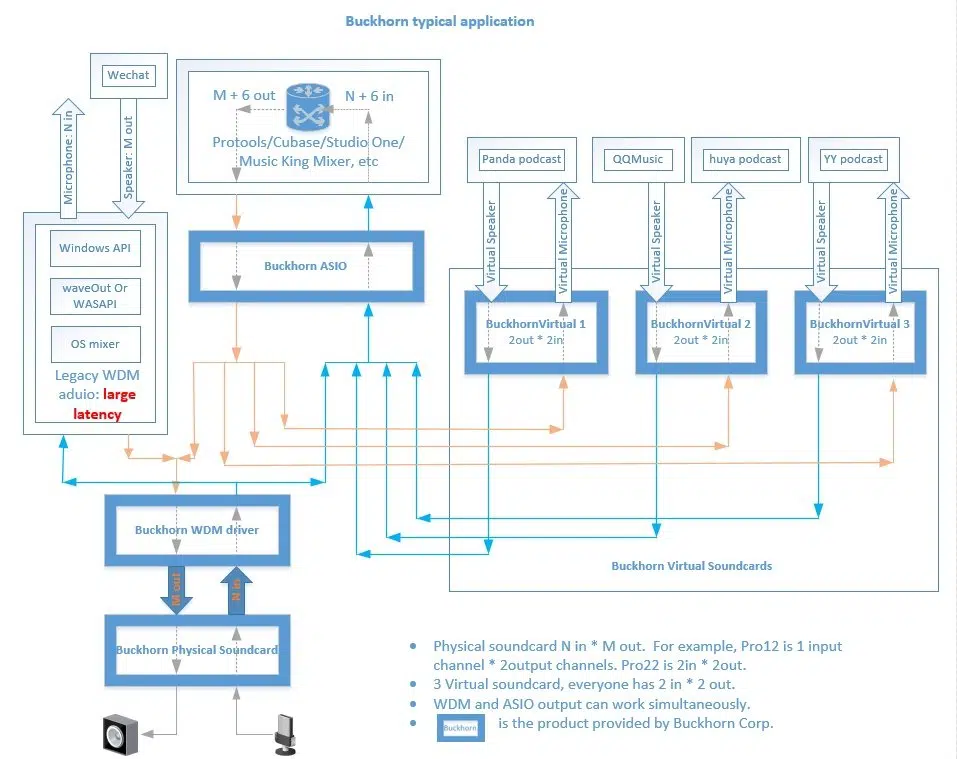 Buckhorn typical application
Wechat
Microphone: N in
Speaker: M out
M + 6 out
N + 6 in
Protools/Cubase/Studio One/
Music King Mixer, etc
Panda podcast
QQMusic
huya podcast
YY podcast
Virtual Speaker
Virtual Microphone
Virtual Speaker
Virtual Microphone
Virtual Speaker
Virtual Microphone
Windows API
waveOut Or
WASAPI
OS mixer
Legacy WDM
aduio: large
latency
Buckhorn ASIO
BuckhornVirtual 1
2out * 2in
BuckhornVirtual 2
2out * 2in
BuckhornVirtual 3
2out * 2in
Buckhorn WDM driver
M out
N in
Buckhorn Physical Soundcard
Buckhorn Virtual Soundcards
• Physical soundcard N in * M out. For example, Pro12 is 1 input
channel * 2output channels. Pro22 is 2in * 2out.
• 3 Virtual soundcard, everyone has 2 in * 2 out.
• WDM and ASIO output can work simultaneously.
• Buckhorn is the product provided by Buckhorn Corp.